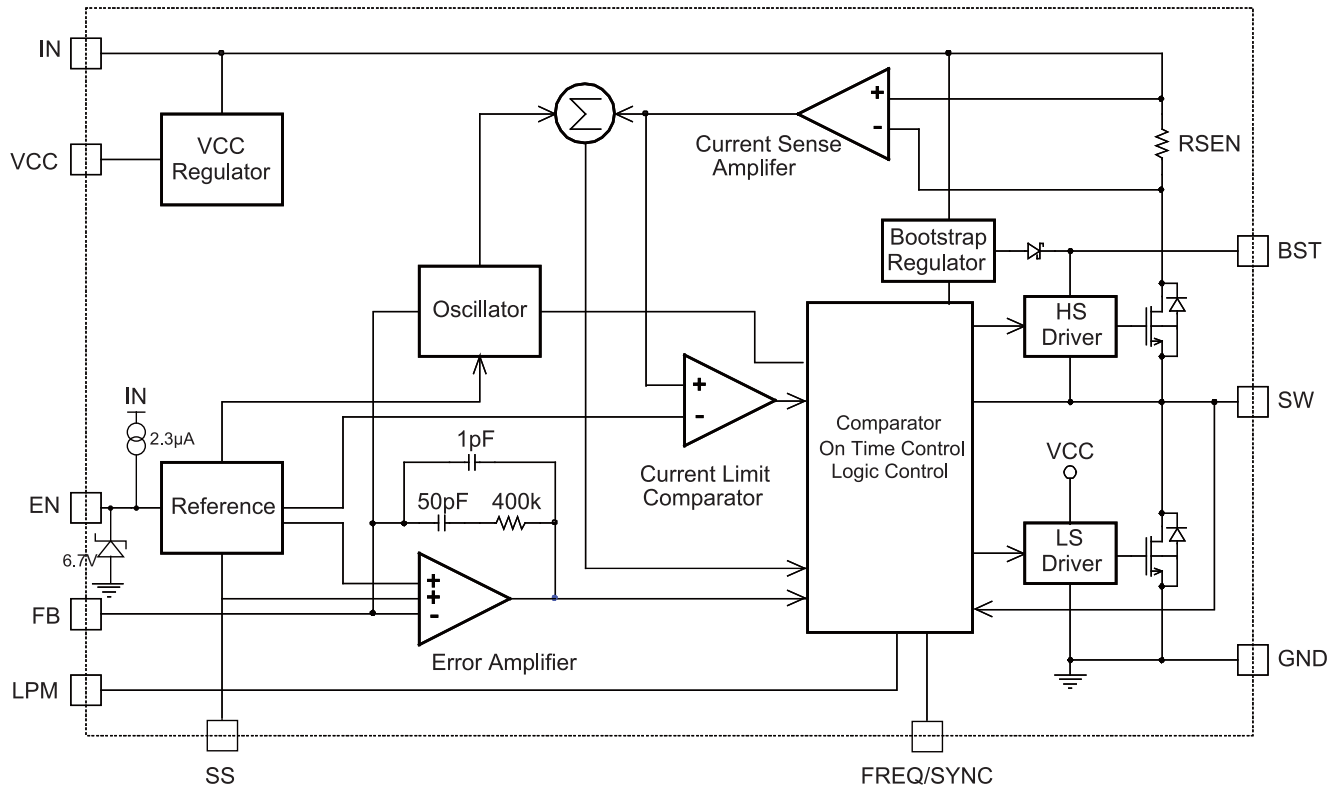 IN
VCC
VCC
Regulator
Σ
+
-
Current Sense
Amplifer
RSEN
Bootstrap
Regulator
BST
Oscillator
HS
Driver
IN
2.3µA
+
-
Current Limit
Comparator
Comparator
On Time Control
Logic Control
SW
1pF
50pF
400k
VCC
EN
Reference
6.7V
LS
Driver
+
+
-
Error Amplifier
FB
LPM
GND
SS
FREQ/SYNC